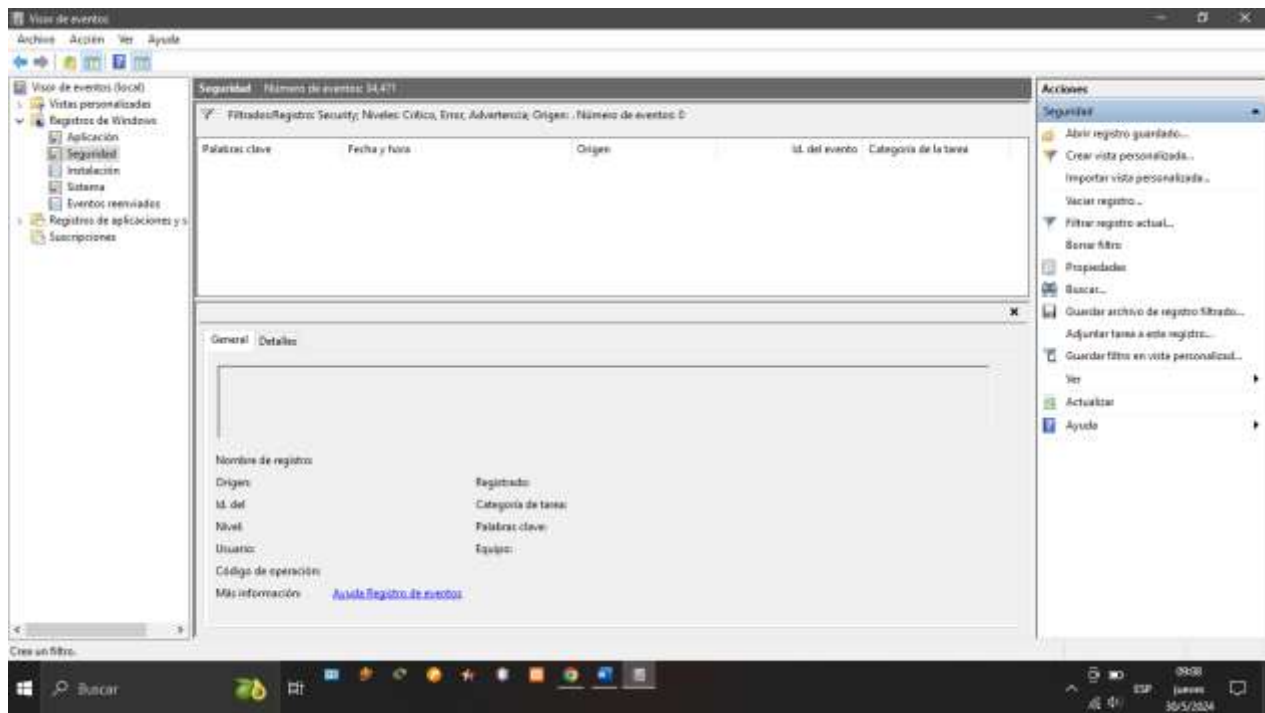 Visor de eventos
Archivo Acción Ver Ayuda
Visor de eventos (local)
Vistas personalizadas
Registros de Windows
Aplicación
Seguridad
Instalación
Sistema
Eventos reenviados
Registros de aplicaciones y s
Suscripciones
Seguridad Número de eventos: 34,471
Filtrados:Registro: Security; Niveles: Crítico, Error, Advertencia; Origen: . Número de eventos: 0
Palabras clave Fecha y hora Origen Id. del evento Categoría de la tarea
General Detalles
Nombre de registro:
Origen: Registrado:
Id. del Categoría de tarea:
Nivel: Palabras clave:
Usuario: Equipo:
Código de operación:
Más información: Ayuda Registro de eventos
Acciones
Seguridad
Abrir registro guardado...
Crear vista personalizada...
Importar vista personalizada...
Vaciar registro...
Filtrar registro actual...
Borrar filtro
Propiedades
Buscar...
Guardar archivo de registro filtrado...
Adjuntar tarea a este registro...
Guardar filtro en vista personalizad...
Ver
Actualizar
Ayuda
Cree un filtro.
Buscar
ESP
09:08
jueves
30/5/2024